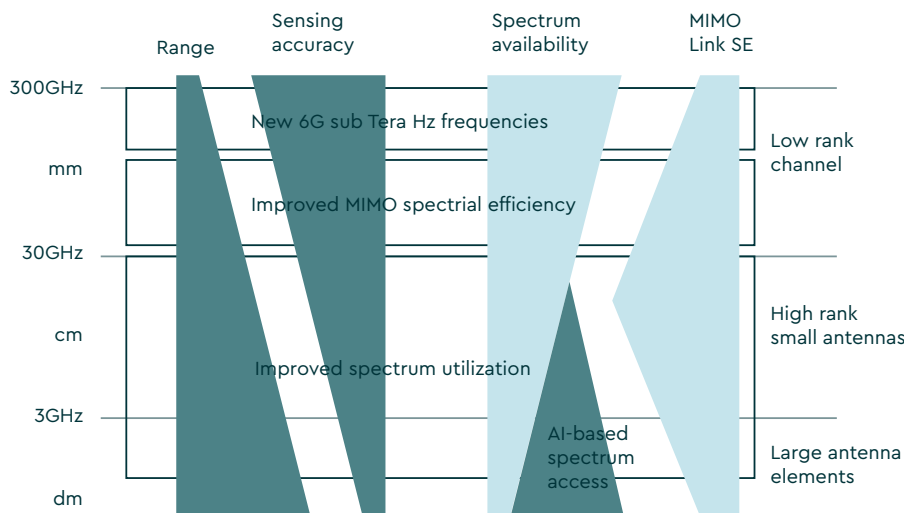 Range
Sensing
accuracy
Spectrum
availability
MIMO
Link SE
300GHz
New 6G sub Tera Hz frequencies
Low rank
channel
mm
Improved MIMO spectrial efficiency
30GHz
High rank
small antennas
cm
Improved spectrum utilization
3GHz
AI-based
spectrum
access
Large antenna
elements
dm